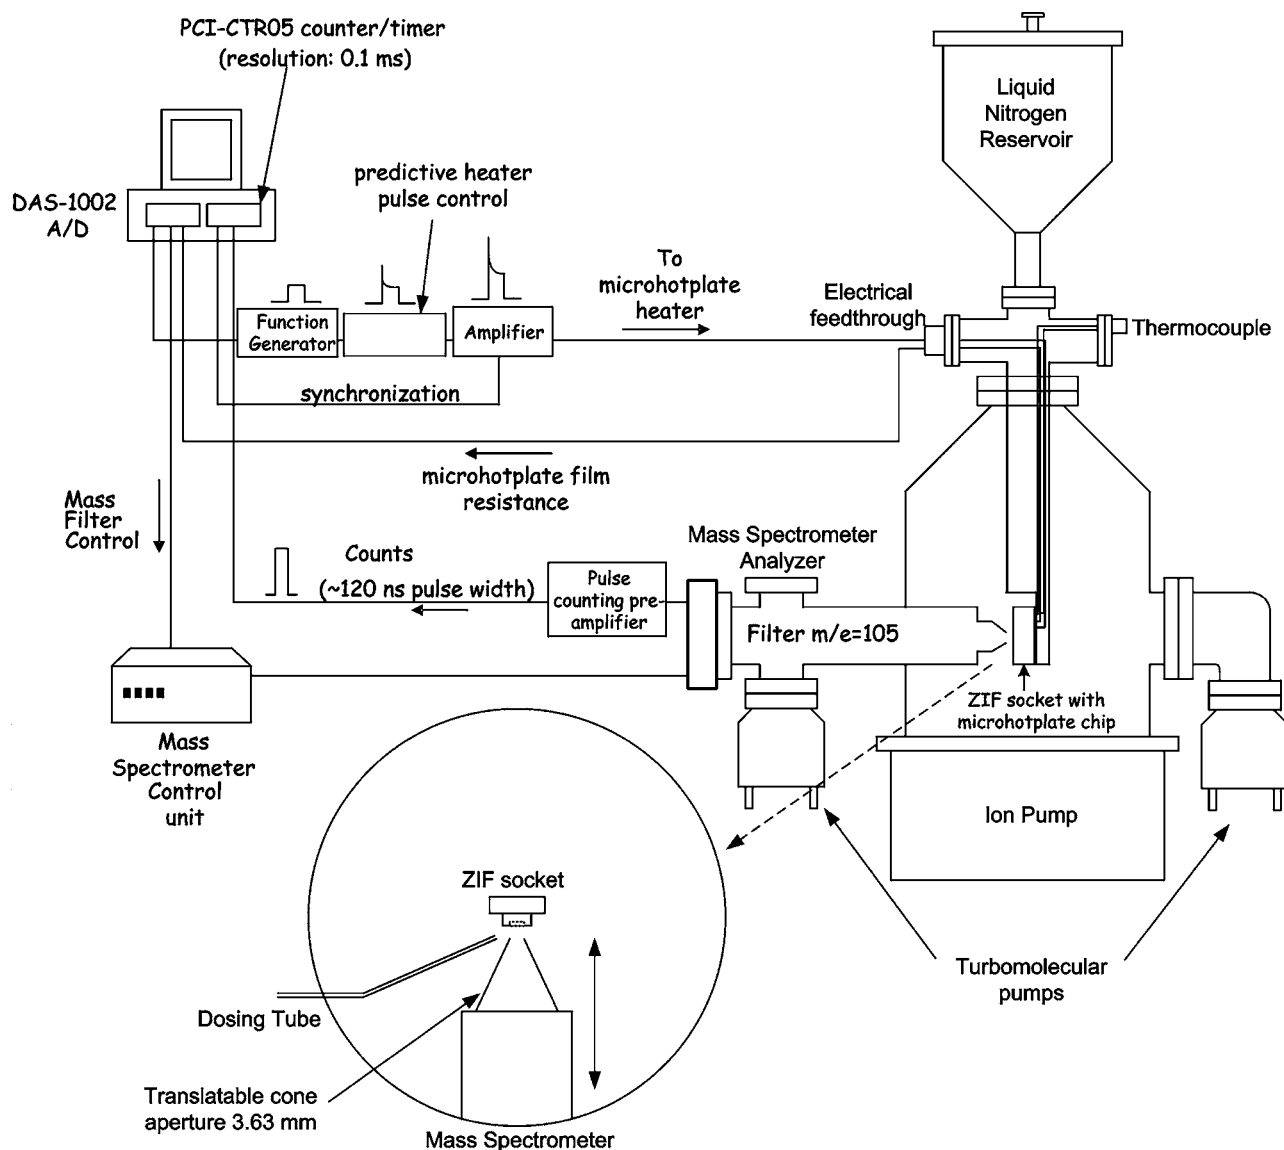 PCI-CTR05 counter/timer
(resolution: 0.1 ms)
Liquid
Nitrogen
Reservoir
predictive heater
pulse control
DAS-1002
A/D
To
microhotplate
heater
Electrical
feedthrough
Thermocouple
Function
Generator
Amplifier
synchronization
microhotplate film
resistance
Mass
Filter
Control
Mass Spectrometer
Analyzer
Counts
(~120 ns pulse width)
Pulse
counting pre-
amplifier
Filter m/e=105
ZIF socket with
microhotplate chip
Mass
Spectrometer
Control
unit
Ion Pump
ZIF socket
Turbomolecular
pumps
Dosing Tube
Translatable cone
aperture 3.63 mm
Mass Spectrometer